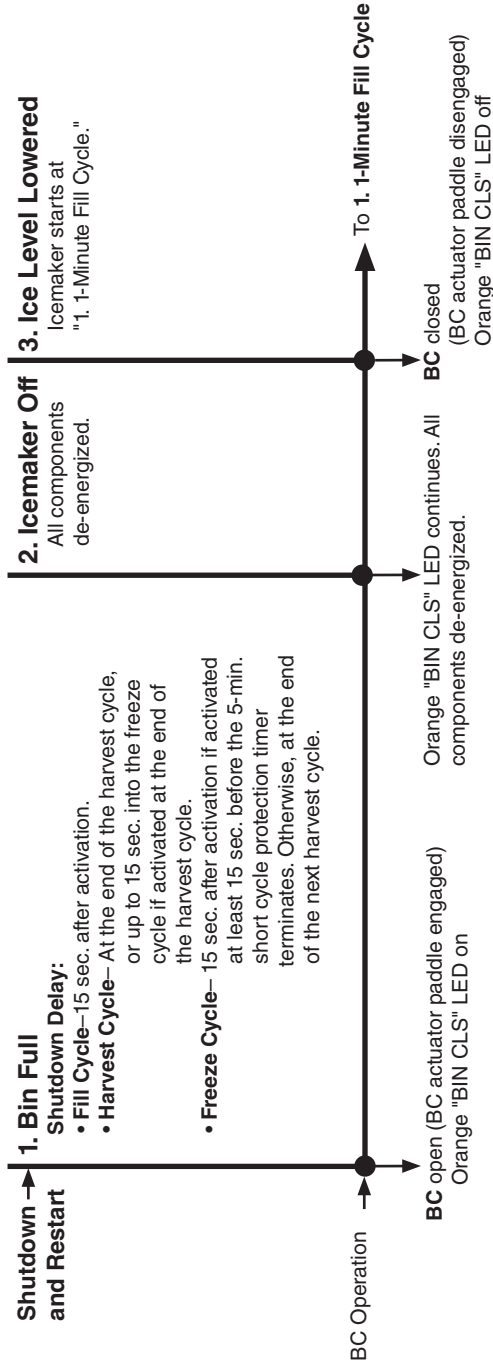 Shutdown
and Restart
1. Bin Full
Shutdown Delay:
• Fill Cycle–15 sec. after activation.
• Harvest Cycle– At the end of the harvest cycle,
or up to 15 sec. into the freeze
cycle if activated at the end of
the harvest cycle.
• Freeze Cycle– 15 sec. after activation if activated
at least 15 sec. before the 5-min.
short cycle protection timer
terminates. Otherwise, at the end
of the next harvest cycle.
2. Icemaker Off
All components
de-energized.
3. Ice Level Lowered
Icemaker starts at
"1. 1-Minute Fill Cycle."
BC Operation
To 1. 1-Minute Fill Cycle
BC open (BC actuator paddle engaged)
Orange "BIN CLS" LED on
Orange "BIN CLS" LED continues. All
components de-energized.
BC closed
(BC actuator paddle disengaged)
Orange "BIN CLS" LED off